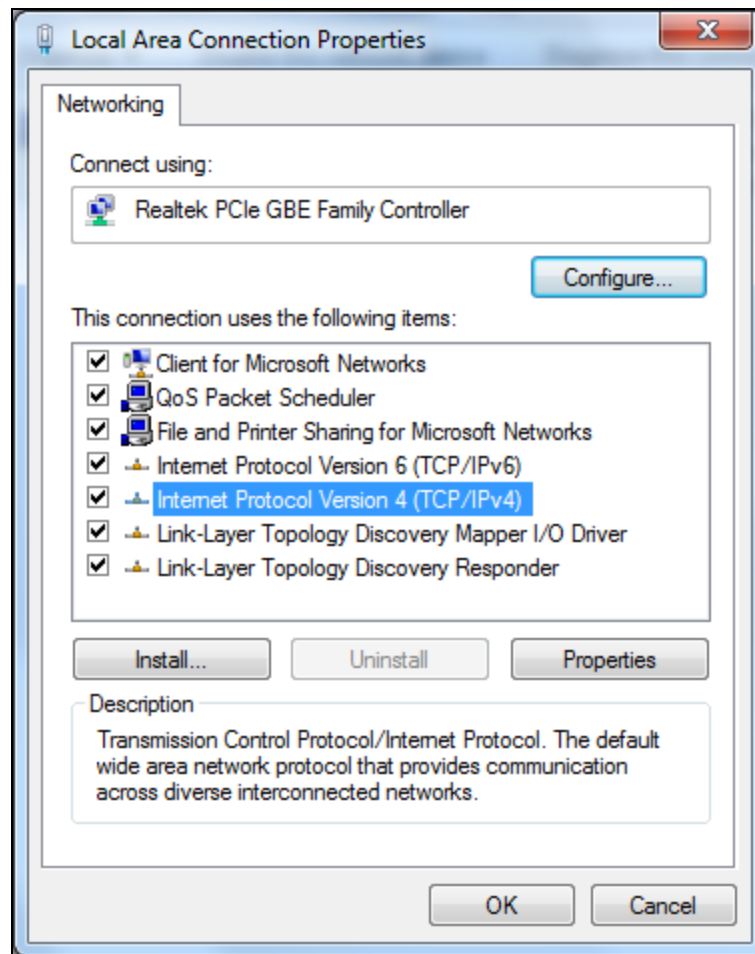 Local Area Connection Properties
Networking
Connect using:
Realtek PCIe GBE Family Controller
Configure...
This connection uses the following items:
Client for Microsoft Networks
QoS Packet Scheduler
File and Printer Sharing for Microsoft Networks
Internet Protocol Version 6 (TCP/IPv6)
Internet Protocol Version 4 (TCP/IPv4)
Link-Layer Topology Discovery Mapper I/O Driver
Link-Layer Topology Discovery Responder
Install... Uninstall Properties
Description
Transmission Control Protocol/Internet Protocol. The default
wide area network protocol that provides communication
across diverse interconnected networks.
OK Cancel